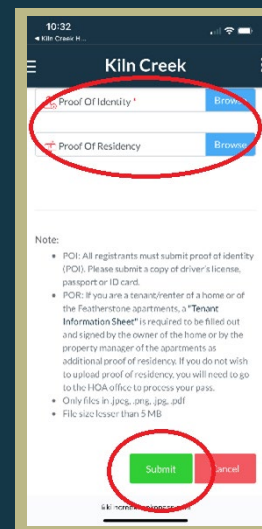 10:32
◀ Kiln Creek H...
Kiln Creek
Proof Of Identity *
Browse
Proof Of Residency
Browse
Note:
• POI: All registrants must submit proof of identity
(POI). Please submit a copy of driver's license,
passport or ID card.
• POR: If you are a tenant/renter of a home or of
the Featherstone apartments, a "Tenant
Information Sheet" is required to be filled out
and signed by the owner of the home or by the
property manager of the apartments as
additional proof of residency. If you do not wish
to upload proof of residency, you will need to go
to the HOA office to process your pass.
• Only files in .jpeg, .png, .jpg, .pdf
• File size lesser than 5 MB
Submit
Cancel